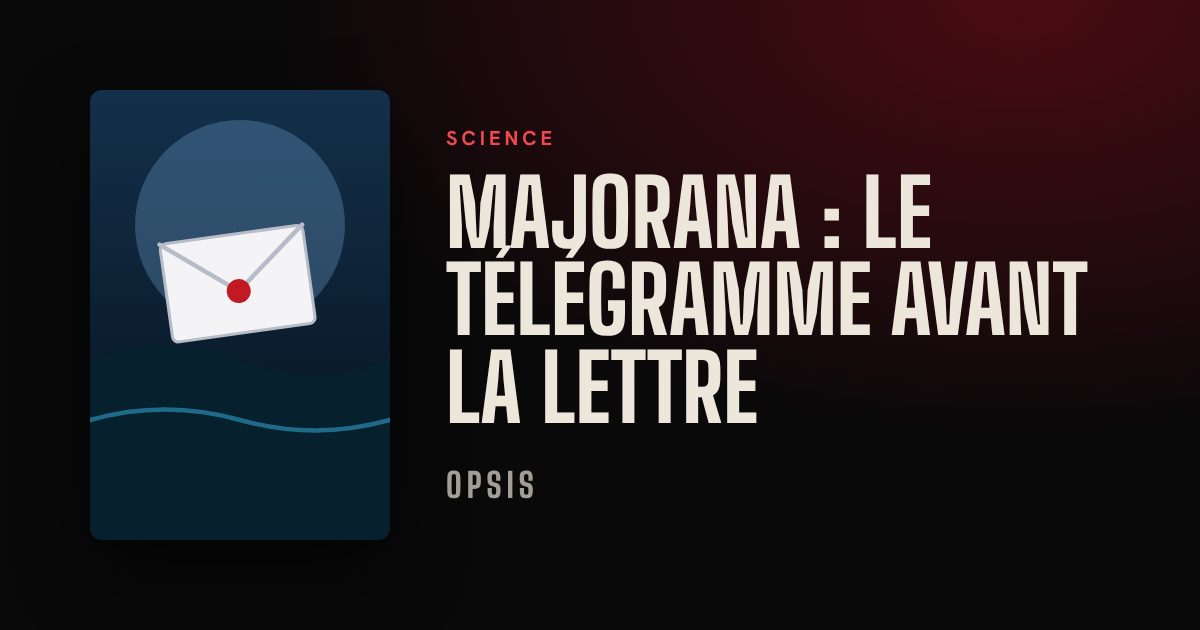 SCIENCE
MAJORANA : LE
TÉLÉGRAMME AVANT
LA LETTRE
OPSIS